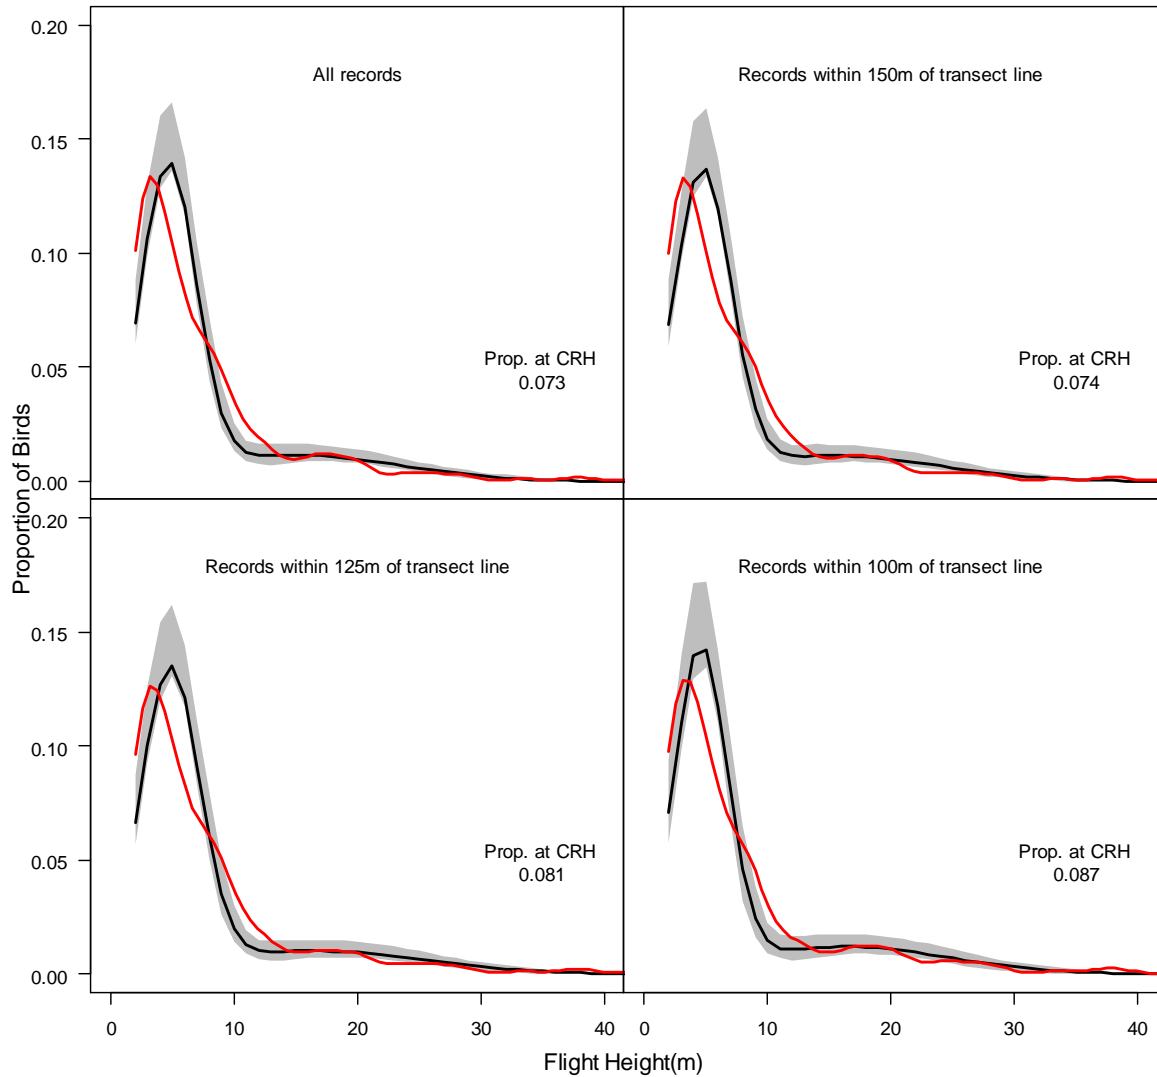 0.20
0.15
0.10
0.05
0.00
All records
Prop. at CRH
0.073
Records within 150m of transect line
Prop. at CRH
0.074
Proportion of Birds
0.20
0.15
0.10
0.05
0.00
Records within 125m of transect line
Prop. at CRH
0.081
Records within 100m of transect line
Prop. at CRH
0.087
0 10 20 30 40 0 10 20 30 40
Flight Height(m)